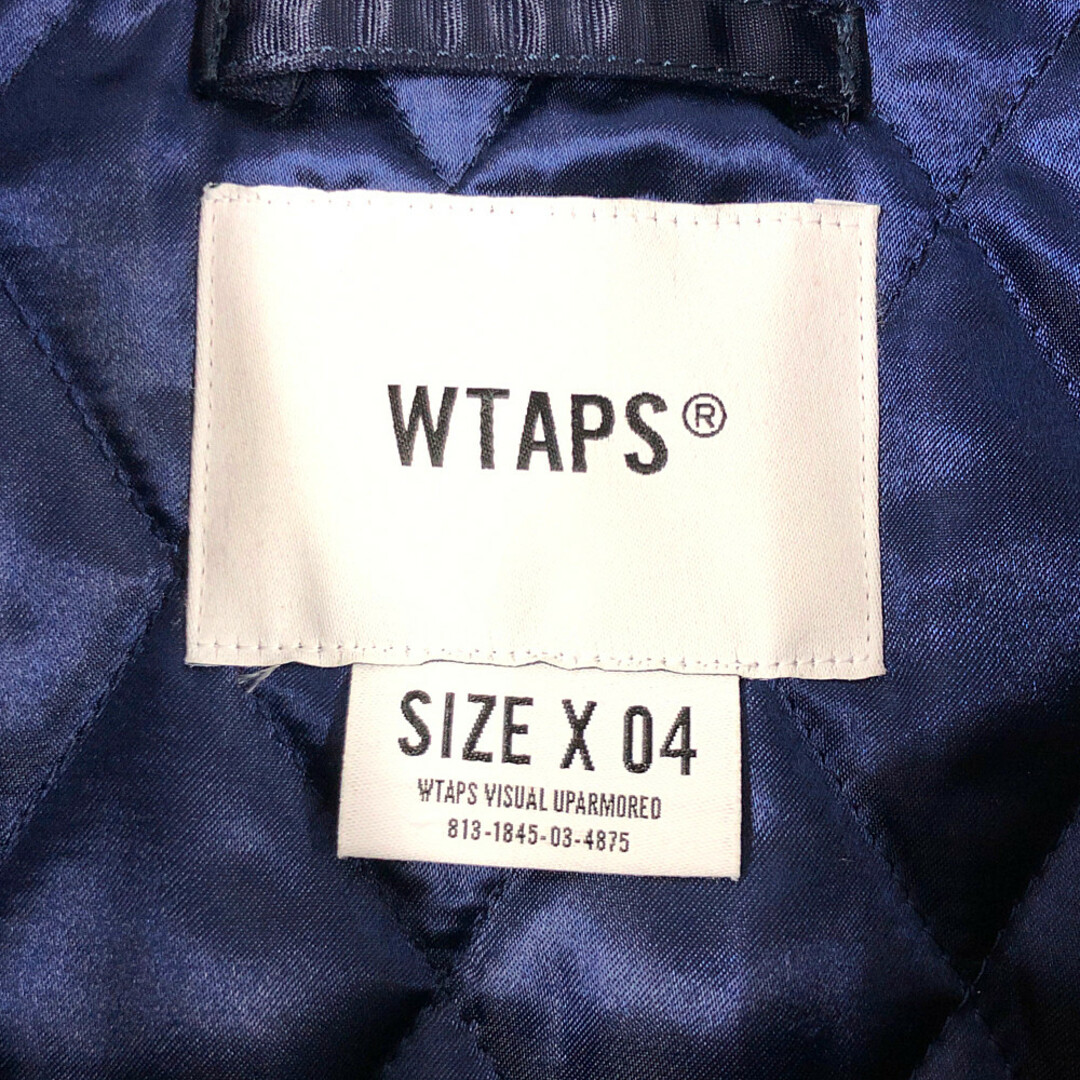 WTAPS®
SIZE X 04
WTAPS VISUAL UPARMORED
813-1845-03-4875